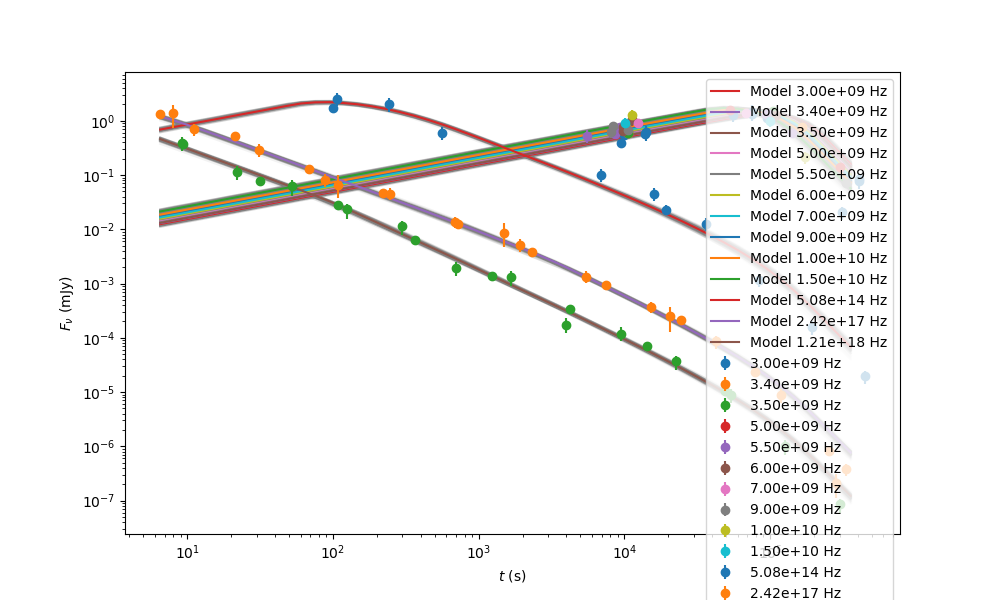 10⁰
10⁻¹
10⁻²
10⁻³
10⁻⁴
10⁻⁵
10⁻⁶
10⁻⁷
Fν (mJy)
10¹
10²
10³
10⁴
t (s)
Model 3.00e+09 Hz
Model 3.40e+09 Hz
Model 3.50e+09 Hz
Model 5.00e+09 Hz
Model 5.50e+09 Hz
Model 6.00e+09 Hz
Model 7.00e+09 Hz
Model 9.00e+09 Hz
Model 1.00e+10 Hz
Model 1.50e+10 Hz
Model 5.08e+14 Hz
Model 2.42e+17 Hz
Model 1.21e+18 Hz
3.00e+09 Hz
3.40e+09 Hz
3.50e+09 Hz
5.00e+09 Hz
5.50e+09 Hz
6.00e+09 Hz
7.00e+09 Hz
9.00e+09 Hz
1.00e+10 Hz
1.50e+10 Hz
5.08e+14 Hz
2.42e+17 Hz